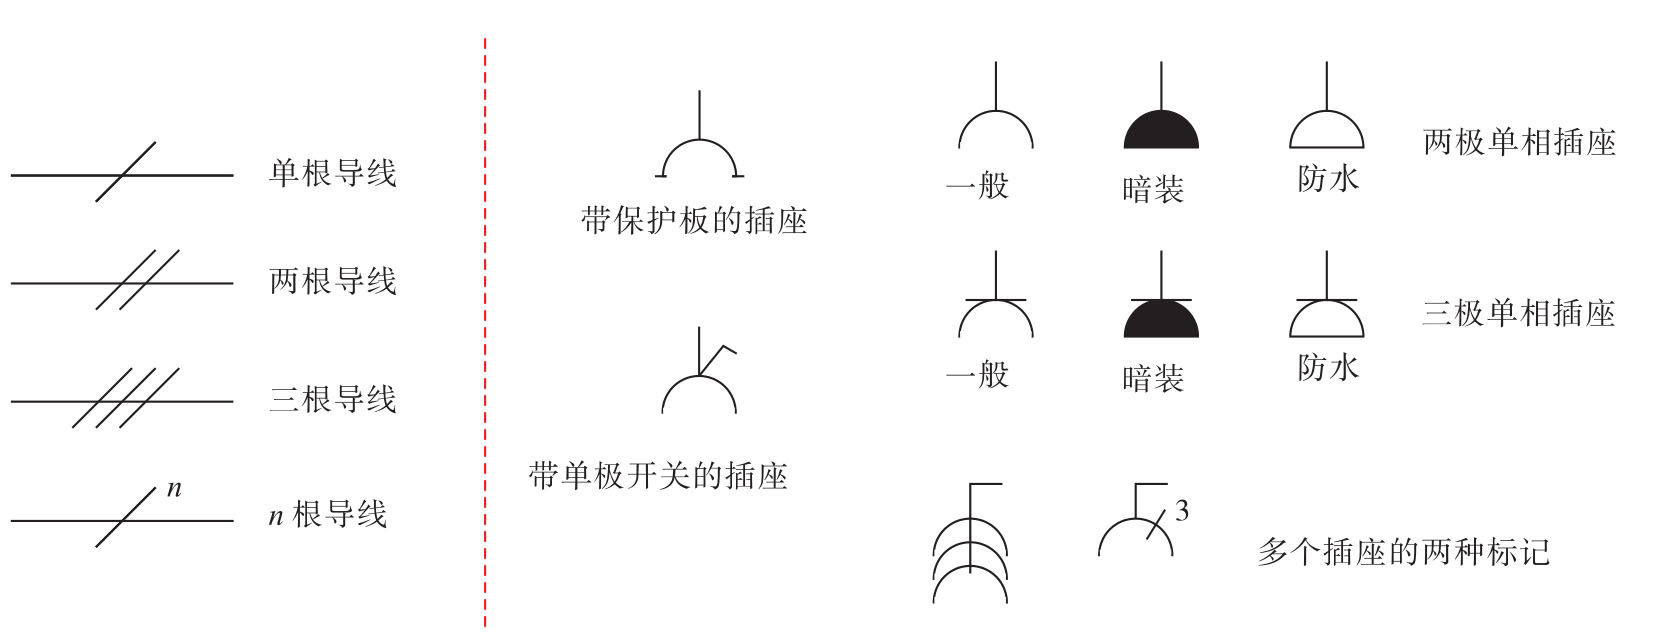 单根导线
两根导线
三根导线
n
n 根导线
带保护板的插座
带单极开关的插座
一般
暗装
防水
两极单相插座
一般
暗装
防水
三极单相插座
3
多个插座的两种标记